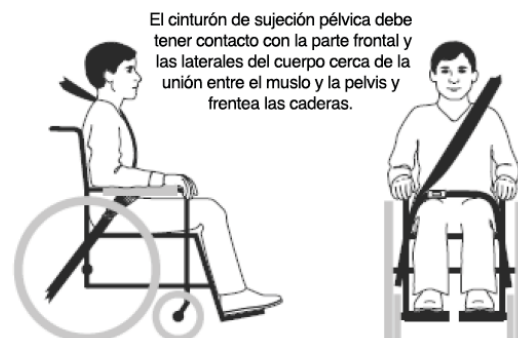 El cinturón de sujeción pélvica debe
tener contacto con la parte frontal y
las laterales del cuerpo cerca de la
unión entre el muslo y la pelvis y
frentea las caderas.